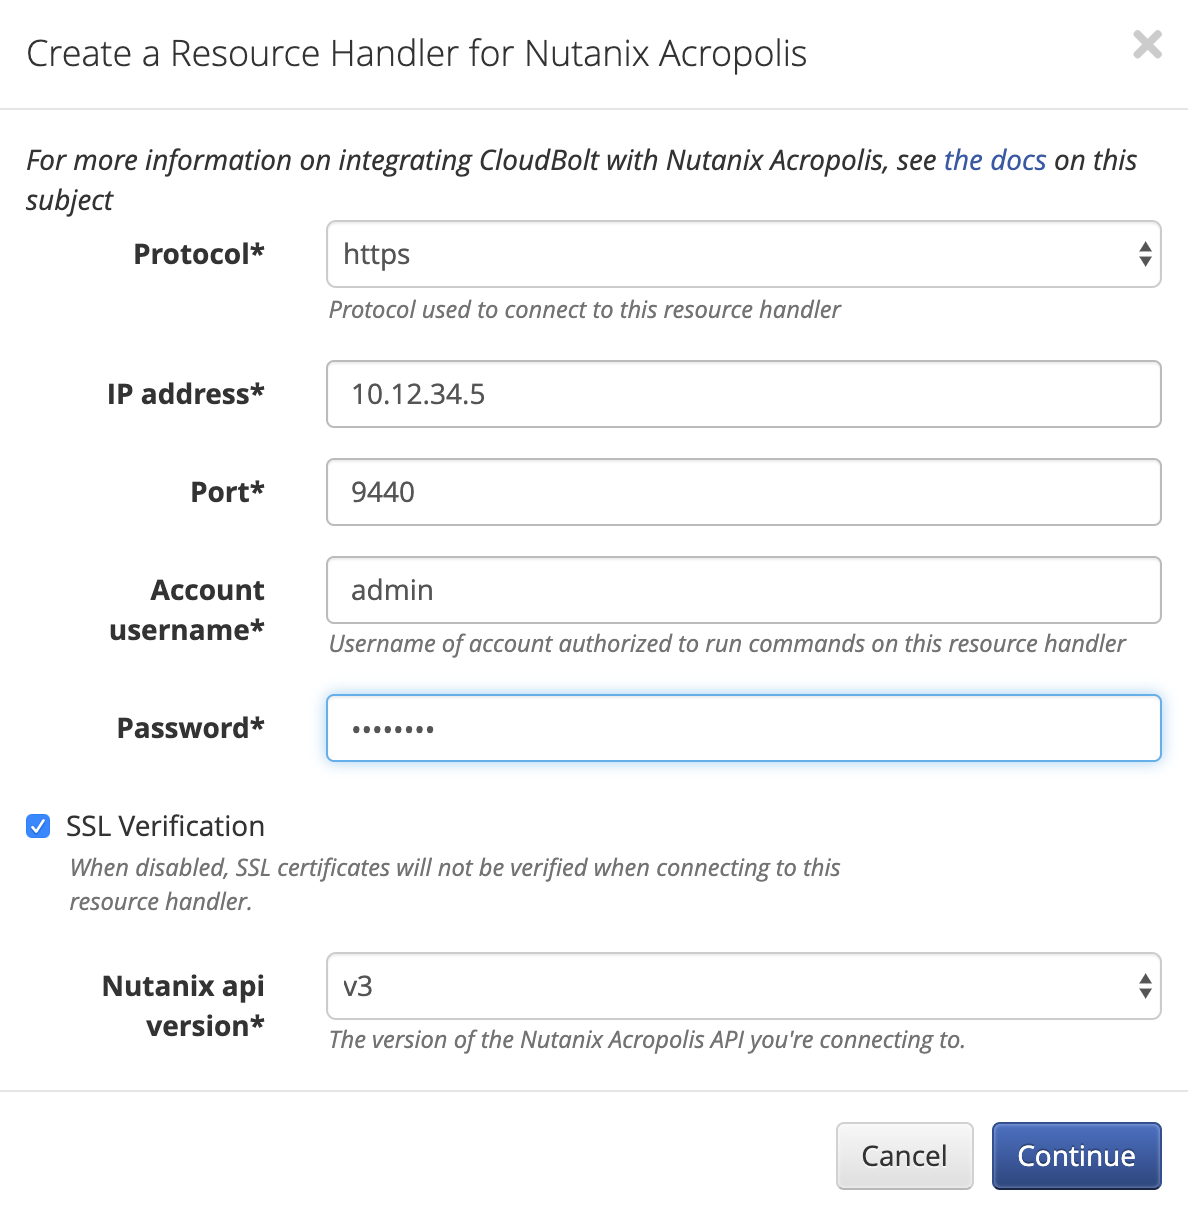 Create a Resource Handler for Nutanix Acropolis
For more information on integrating CloudBolt with Nutanix Acropolis, see the docs on this
subject
Protocol*
https
Protocol used to connect to this resource handler
IP address*
10.12.34.5
Port*
9440
Account
username*
admin
Username of account authorized to run commands on this resource handler
Password*
••••••••
SSL Verification
When disabled, SSL certificates will not be verified when connecting to this
resource handler.
Nutanix api
version*
v3
The version of the Nutanix Acropolis API you're connecting to.
Cancel
Continue